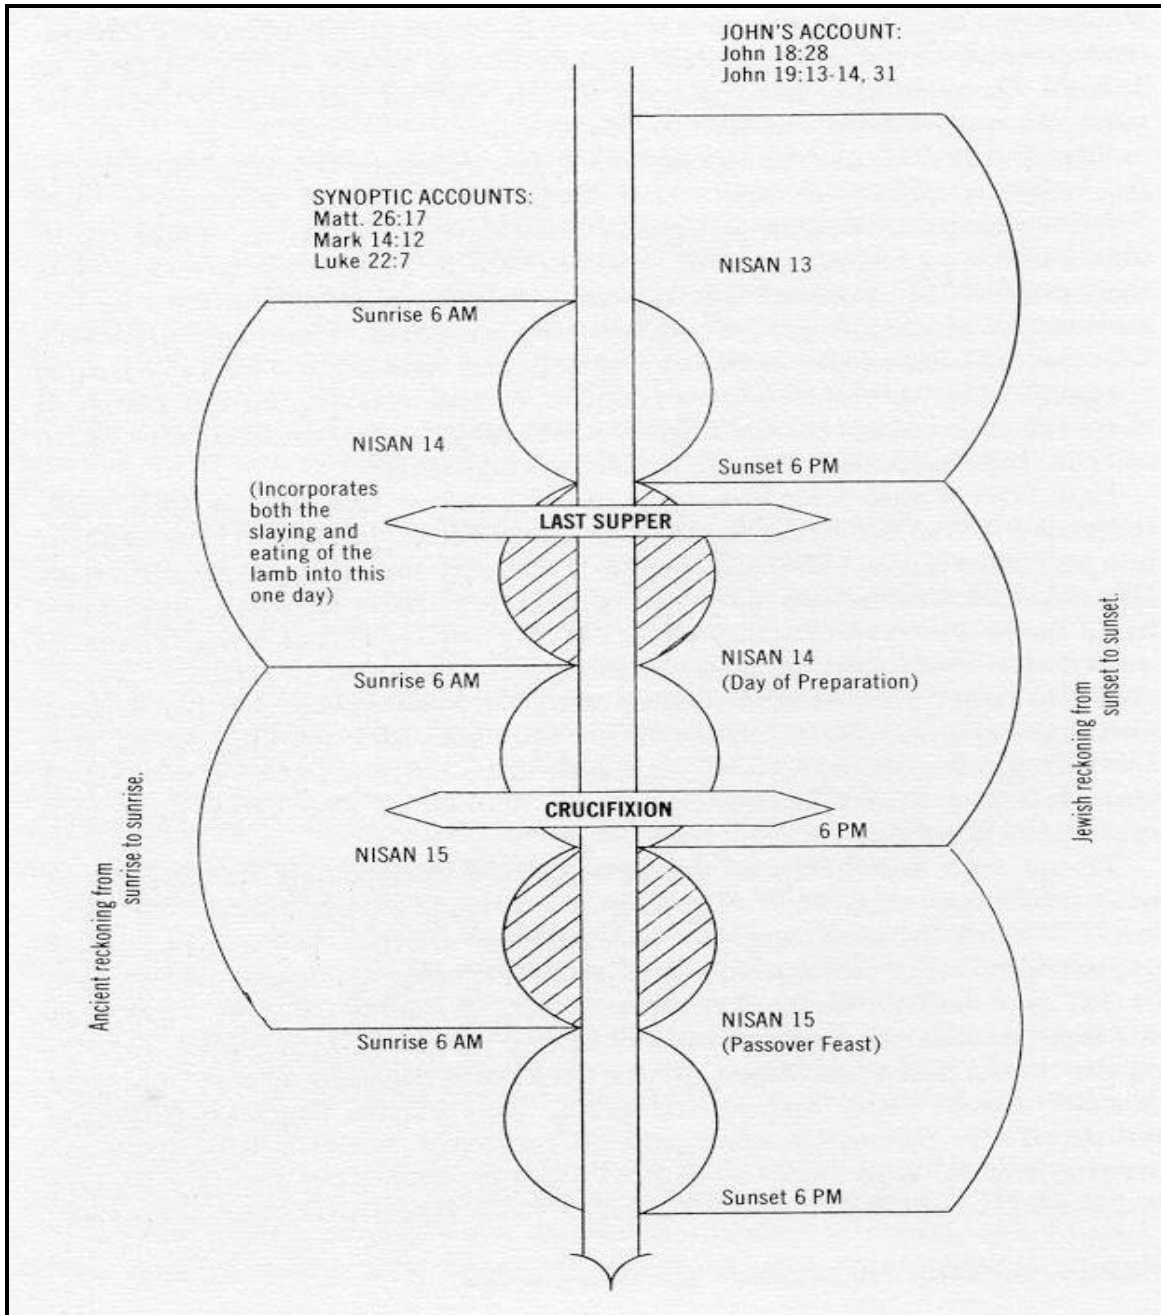 JOHN'S ACCOUNT:
John 18:28
John 19:13-14, 31
SYNOPTIC ACCOUNTS:
Matt. 26:17
Mark 14:12
Luke 22:7
NISAN 13
Sunrise 6 AM
NISAN 14
Sunset 6 PM
(Incorporates
both the
slaying and
eating of the
lamb into this
one day)
LAST SUPPER
NISAN 14
(Day of Preparation)
Sunrise 6 AM
Jewish reckoning from
sunset to sunset.
CRUCIFIXION
6 PM
NISAN 15
Ancient reckoning from
sunrise to sunrise.
NISAN 15
(Passover Feast)
Sunrise 6 AM
Sunset 6 PM